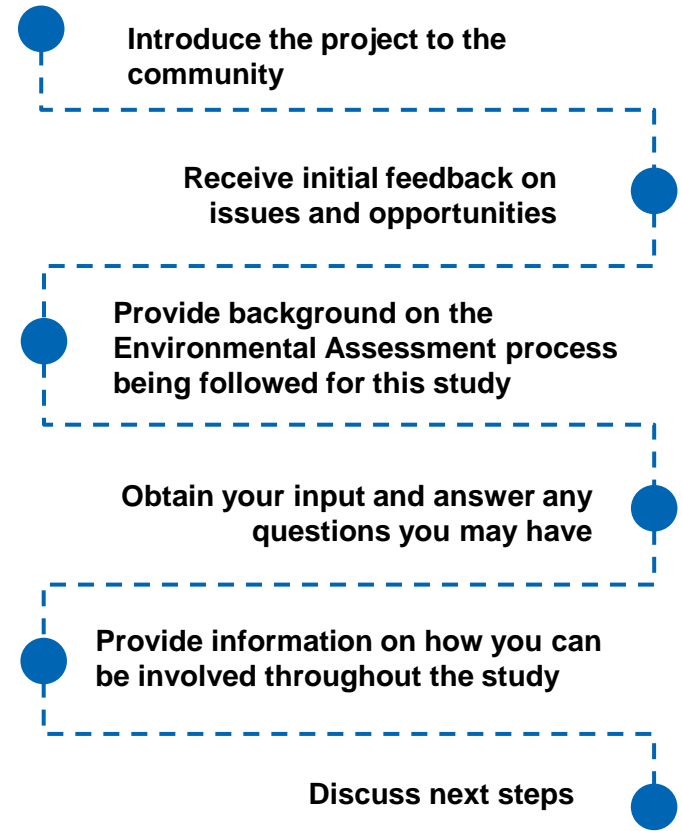 Introduce the project to the
community
Receive initial feedback on
issues and opportunities
Provide background on the
Environmental Assessment process
being followed for this study
Obtain your input and answer any
questions you may have
Provide information on how you can
be involved throughout the study
Discuss next steps